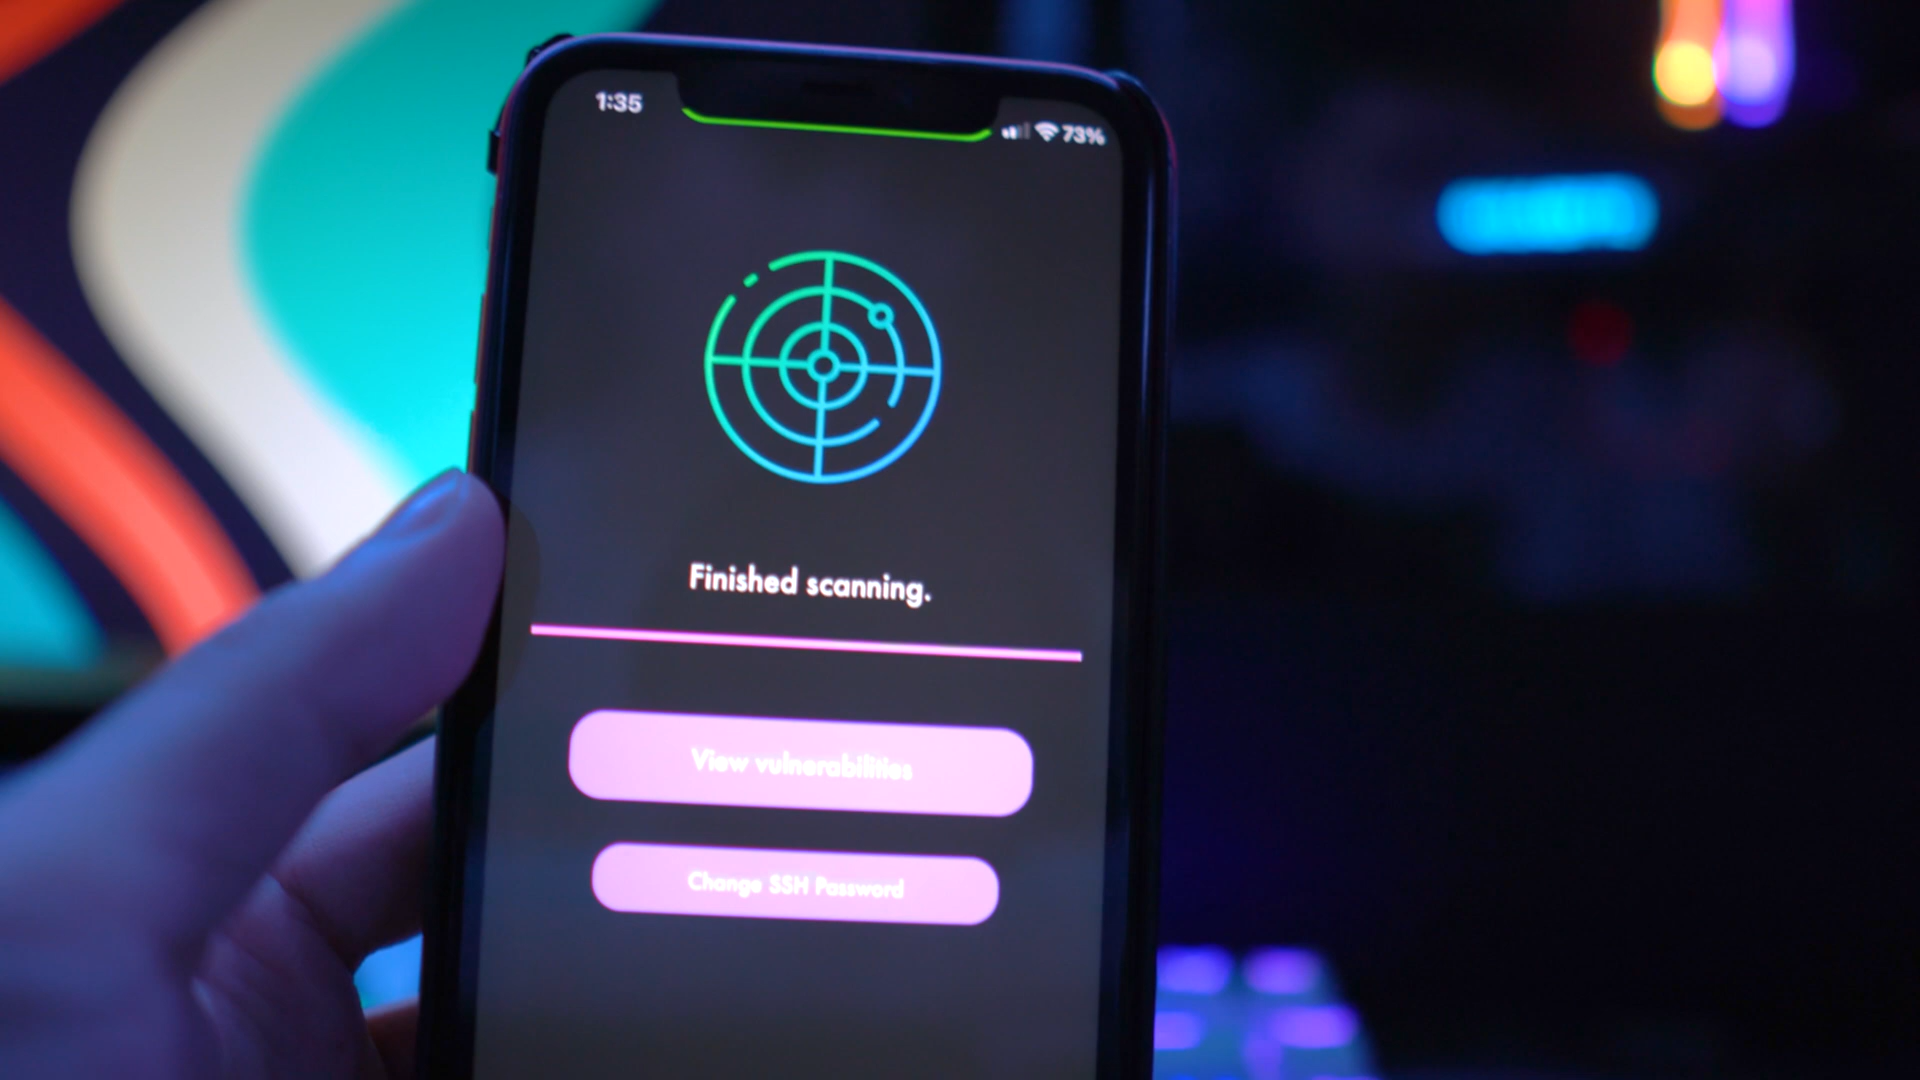 1:35
73%
Finished scanning.
View vulnerabilities
Change SSH Password